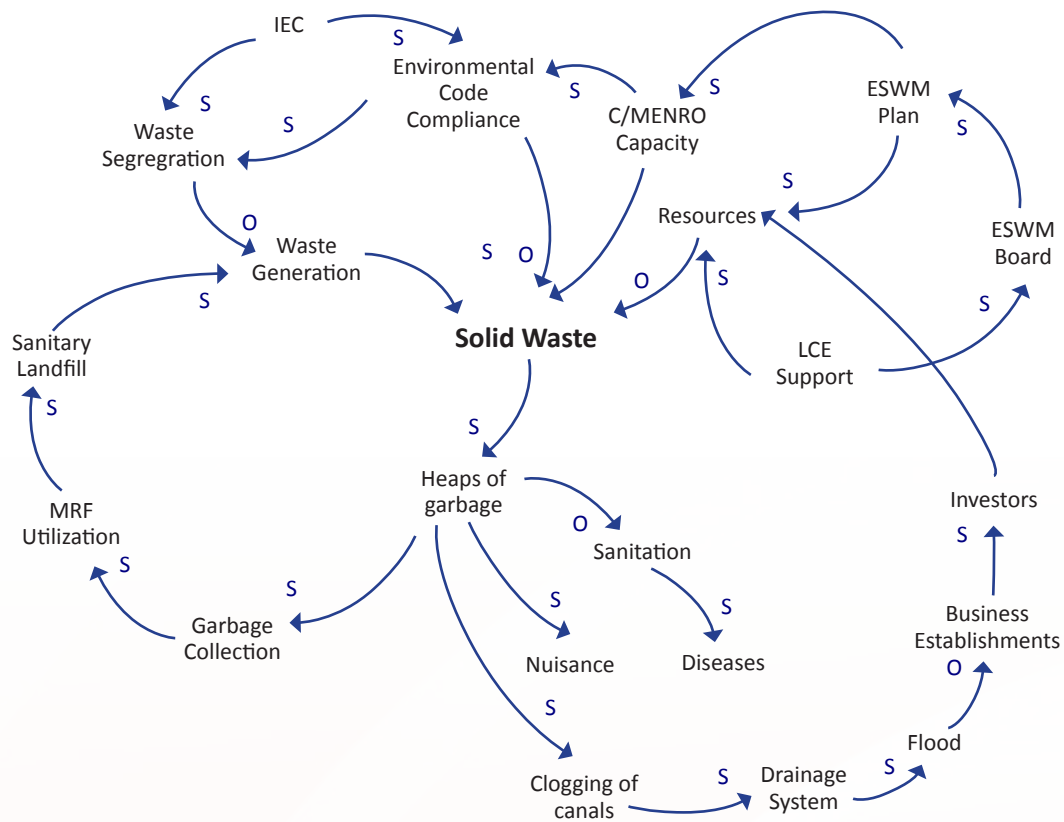 IEC
S
Environmental
Code
Compliance
S
S
S
C/MENRO
Capacity
S
ESWM
Plan
S
Waste
Segregration
S
Resources
ESWM
Board
O
Waste
Generation
S
S
O
O
S
S
Solid Waste
Sanitary
Landfill
LCE
Support
S
S
Heaps of
garbage
MRF
Utilization
Investors
O
Sanitation
S
S
S
S
S
Garbage
Collection
Nuisance
Diseases
Business
Establishments
O
S
Flood
Clogging of
canals
S
Drainage
System
S